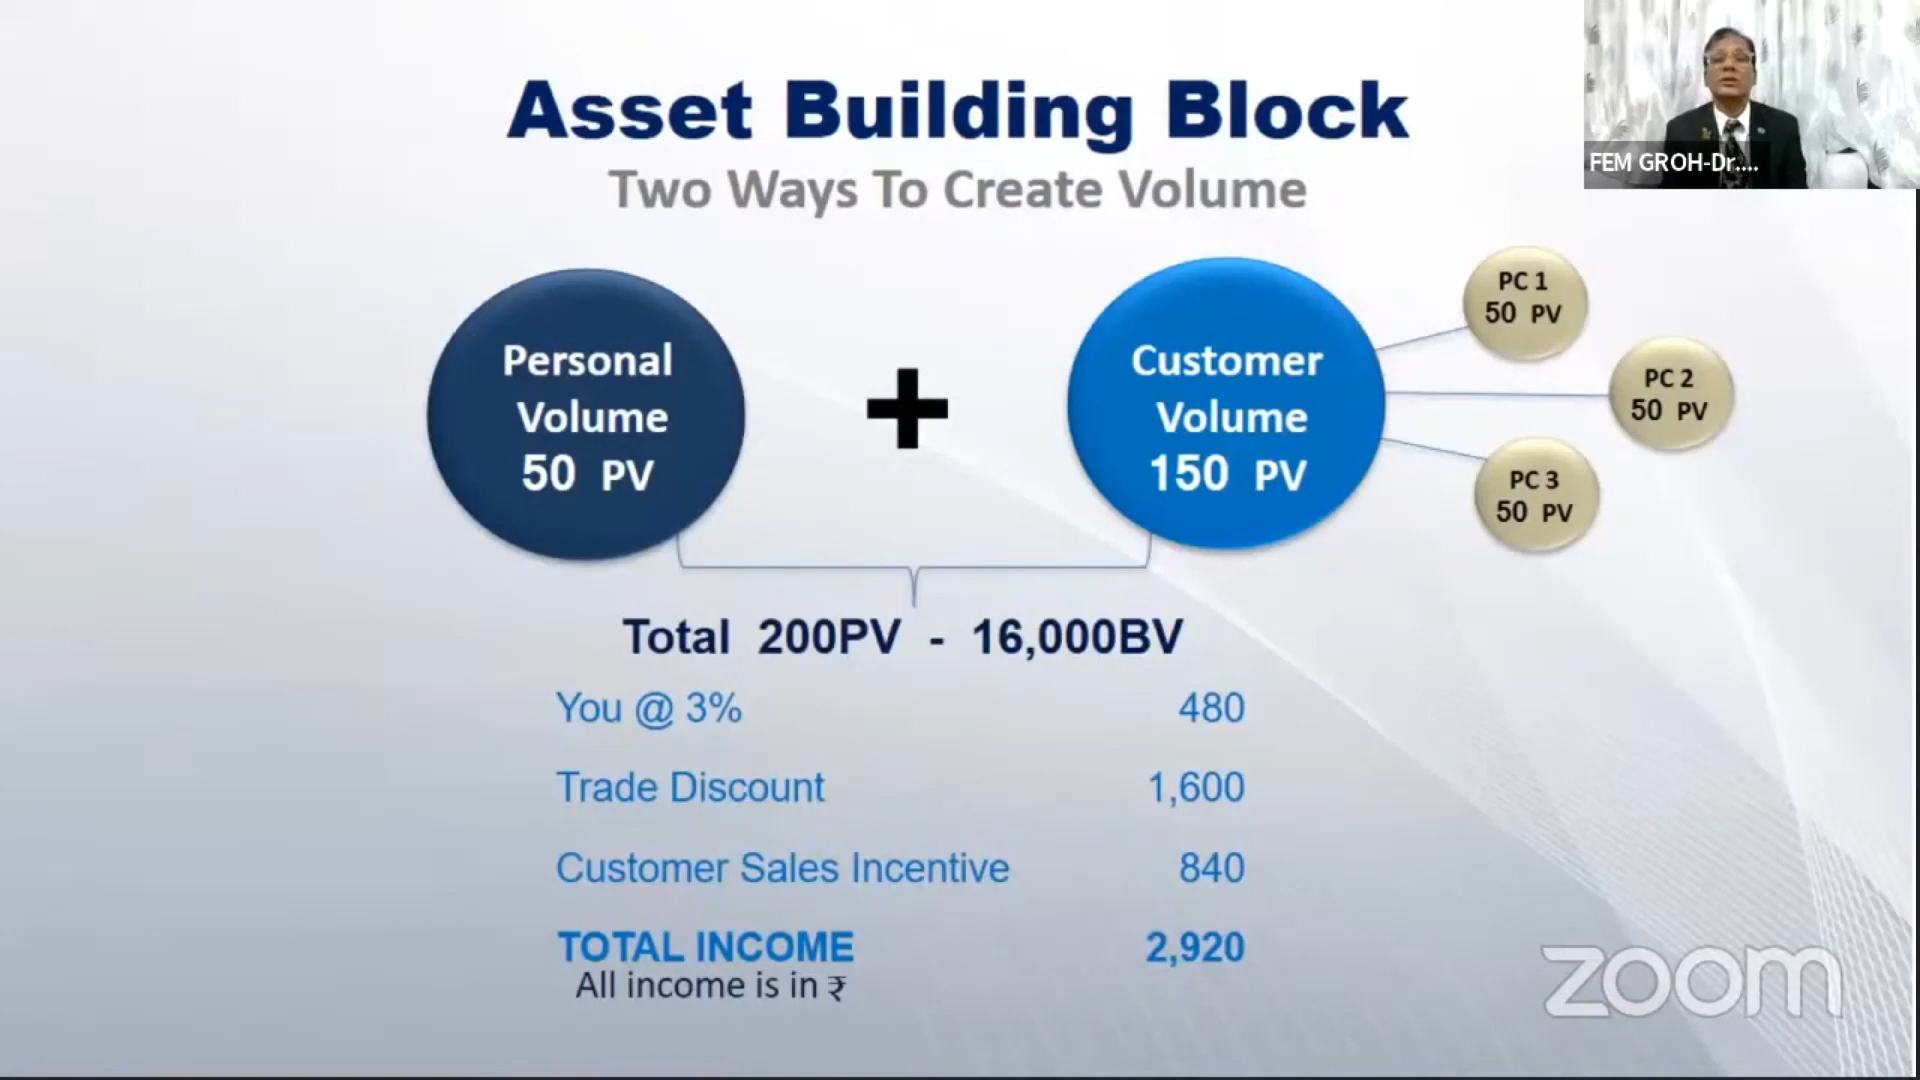 Asset Building Block
Two Ways To Create Volume
FEM GROH-Dr....
Personal
Volume
50 PV
+
Customer
Volume
150 PV
PC 1
50 PV
PC 2
50 PV
PC 3
50 PV
Total 200PV - 16,000BV
You @ 3% 480
Trade Discount 1,600
Customer Sales Incentive 840
TOTAL INCOME 2,920
All income is in ₹
zoom